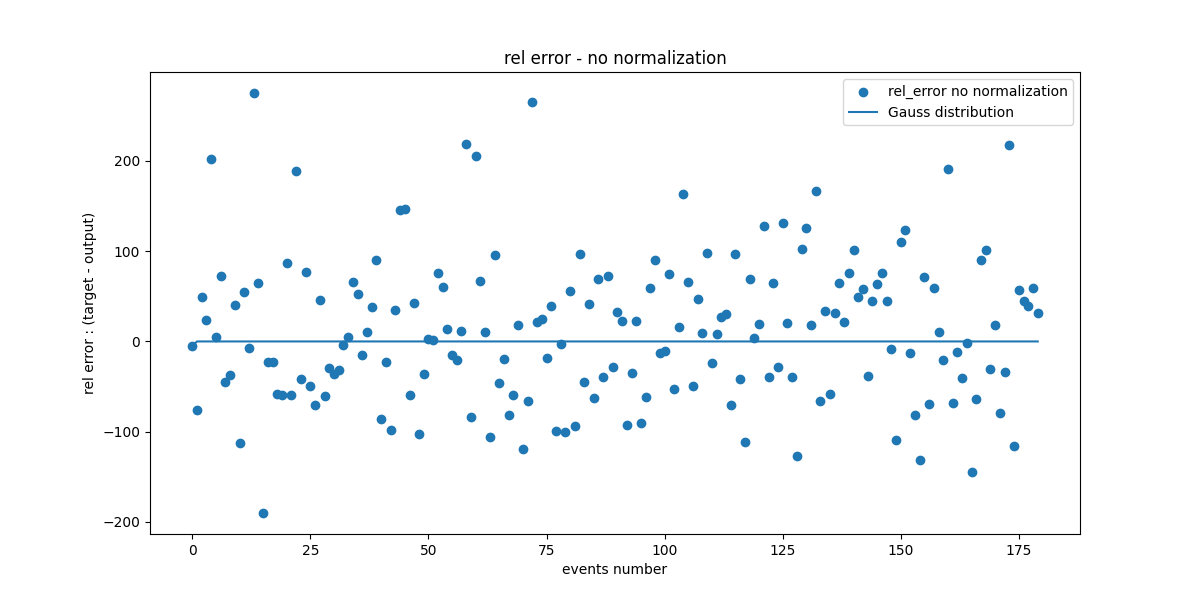 rel error - no normalization
rel_error no normalization
Gauss distribution
rel error : (target - output)
200
100
0
−100
−200
0 25 50 75 100 125 150 175
events number